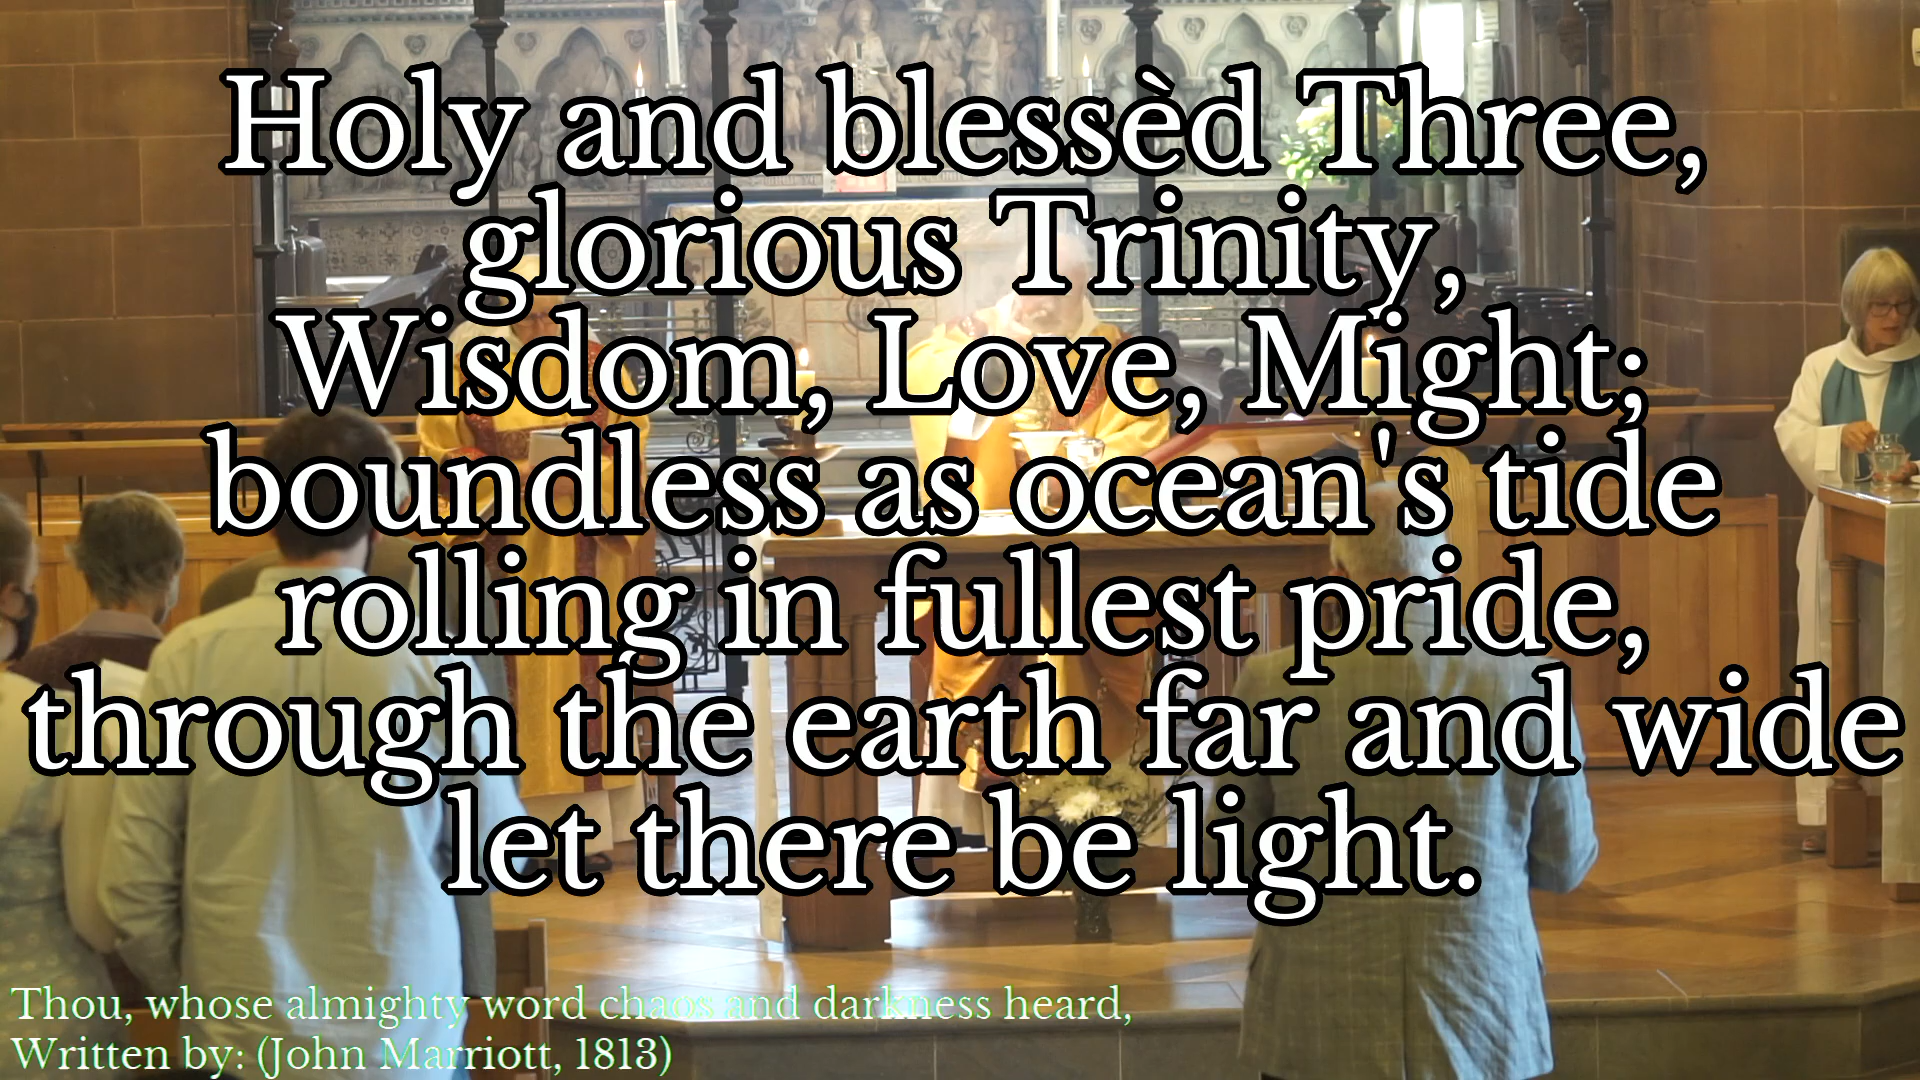 Holy and blessèd Three,
glorious Trinity,
Wisdom, Love, Might;
boundless as ocean's tide
rolling in fullest pride,
through the earth far and wide
let there be light.
Thou, whose almighty word chaos and darkness heard,
Written by: (John Marriott, 1813)